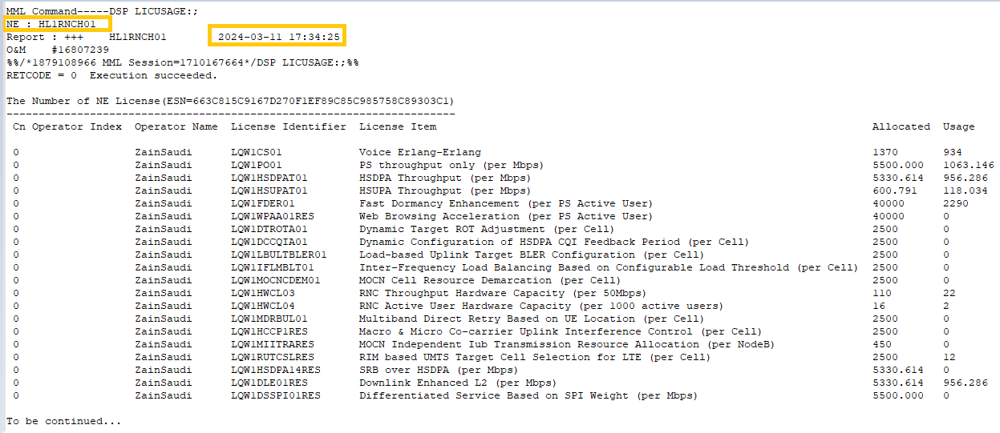 MML Command-----DSP LICUSAGE:;
NE : HL1RNCH01
Report : +++    HL1RNCH01        2024-03-11 17:34:25
O&M    #16807239
%%/*1879108966 MML Session=1710167664*/DSP LICUSAGE:;%%
RETCODE = 0  Execution succeeded.

The Number of NE License(ESN=663C815C9167D270F1EF89C85C985758C89303C1)
----------------------------------------------------------------------
Cn Operator Index  Operator Name  License Identifier  License Item  Allocated  Usage
0  ZainSaudi  LQW1CS01  Voice Erlang-Erlang  1370  934
0  ZainSaudi  LQW1PO01  PS throughput only (per Mbps)  5500.000  1063.146
0  ZainSaudi  LQW1HSDPAT01  HSDPA Throughput (per Mbps)  5330.614  956.286
0  ZainSaudi  LQW1HSUPAT01  HSUPA Throughput (per Mbps)  600.791  118.034
0  ZainSaudi  LQW1FDER01  Fast Dormancy Enhancement (per PS Active User)  40000  2290
0  ZainSaudi  LQW1WPAA01RES  Web Browsing Acceleration (per PS Active User)  40000  0
0  ZainSaudi  LQW1DTROTA01  Dynamic Target ROT Adjustment (per Cell)  2500  0
0  ZainSaudi  LQW1DCCQIA01  Dynamic Configuration of HSDPA CQI Feedback Period (per Cell)  2500  0
0  ZainSaudi  LQW1LBULTBLER01  Load-based Uplink Target BLER Configuration (per Cell)  2500  0
0  ZainSaudi  LQW1IFLMBLT01  Inter-Frequency Load Balancing Based on Configurable Load Threshold (per Cell)  2500  0
0  ZainSaudi  LQW1MOCNCDEM01  MOCN Cell Resource Demarcation (per Cell)  2500  0
0  ZainSaudi  LQW1HWCL03  RNC Throughput Hardware Capacity (per 50Mbps)  110  22
0  ZainSaudi  LQW1HWCL04  RNC Active User Hardware Capacity (per 1000 active users)  16  2
0  ZainSaudi  LQW1MDRBUL01  Multiband Direct Retry Based on UE Location (per Cell)  2500  0
0  ZainSaudi  LQW1HCCP1RES  Macro & Micro Co-carrier Uplink Interference Control (per Cell)  2500  0
0  ZainSaudi  LQW1MIITRARES  MOCN Independent Iub Transmission Resource Allocation (per NodeB)  450  0
0  ZainSaudi  LQW1RUTCSLRES  RIM based UMTS Target Cell Selection for LTE (per Cell)  2500  12
0  ZainSaudi  LQW1HSDPA14RES  SRB over HSDPA (per Mbps)  5330.614  0
0  ZainSaudi  LQW1DLE01RES  Downlink Enhanced L2 (per Mbps)  5330.614  956.286
0  ZainSaudi  LQW1DSSPI01RES  Differentiated Service Based on SPI Weight (per Mbps)  5500.000  0

To be continued...